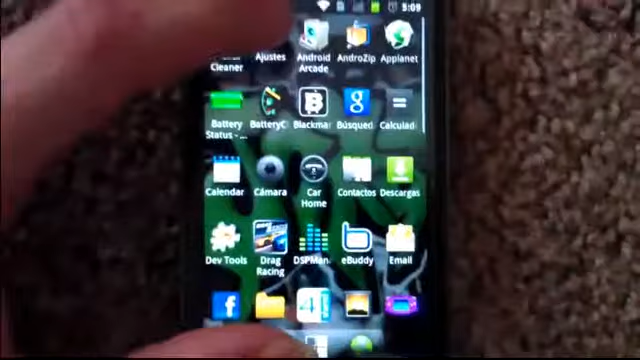 5:09
Cleaner
Ajustes
Android
Arcade
AndroZip
Applanet
Battery
Status - ...
BatteryC
Blackmar
Búsqued
Calculad
Calendar
Cámara
Car
Home
Contactos
Descargas
Dev Tools
Drag
Racing
DSPMan
eBuddy
Email